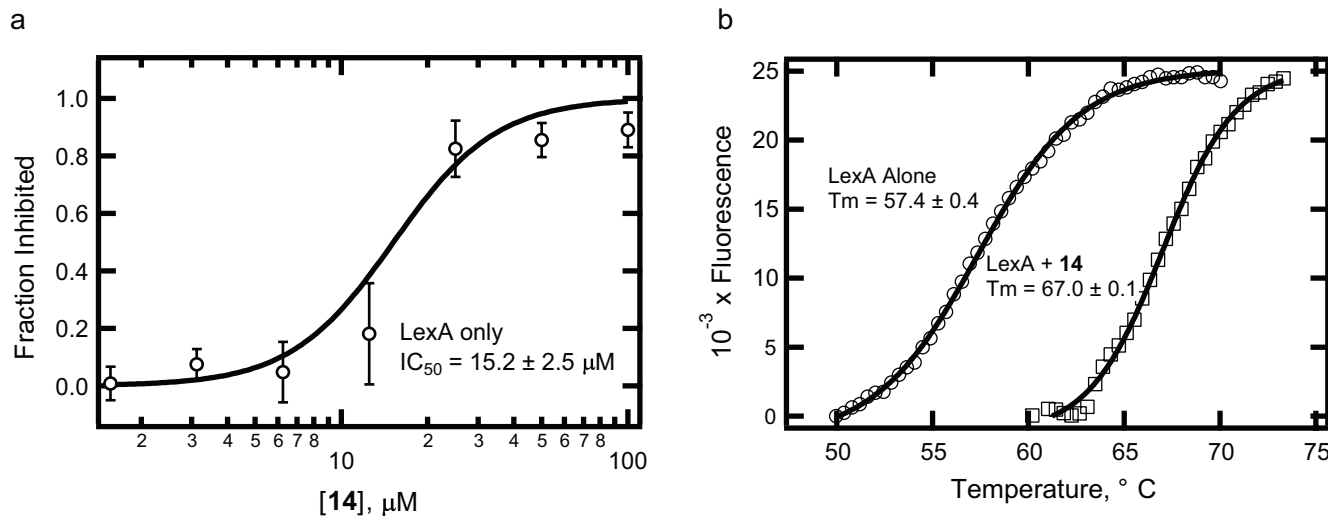 a
Fraction Inhibited
1.0
0.8
0.6
0.4
0.2
0.0
LexA only
IC50 = 15.2 ± 2.5 μM
2 3 4 5 6 7 8 2 3 4 5 6 7 8
10 100
[14], μM
b
10-3 x Fluorescence
25
20
15
10
5
0
LexA Alone
Tm = 57.4 ± 0.4
LexA + 14
Tm = 67.0 ± 0.1
50 55 60 65 70 75
Temperature, ° C